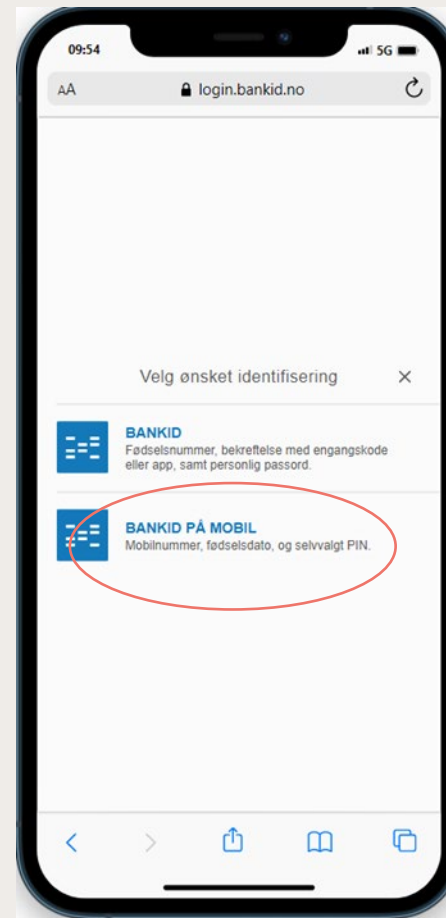 09:54
5G
AA
login.bankid.no
Velg ønsket identifisering
BANKID
Fødselsnummer, bekreftelse med engangskode
eller app, samt personlig passord.
BANKID PÅ MOBIL
Mobilnummer, fødselsdato, og selvvalgt PIN.